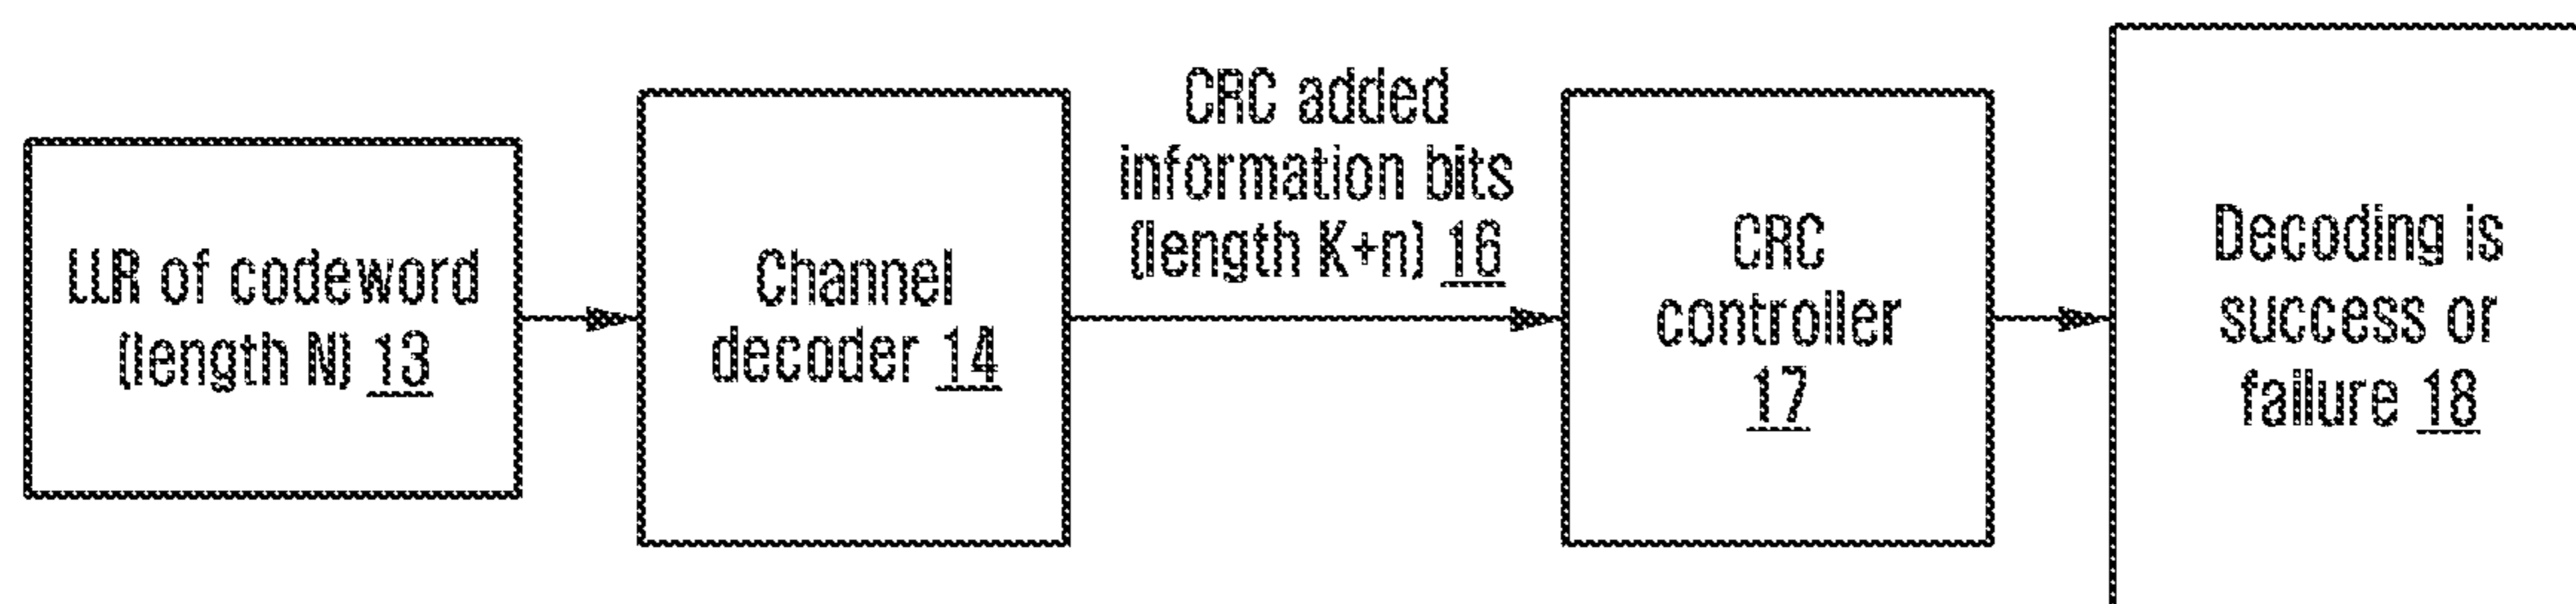 LLR of codeword
(length N) 13
Channel
decoder 14
CRC added
information bits
(length K+n) 16
CRC
controller
17
Decoding is
success or
failure 18